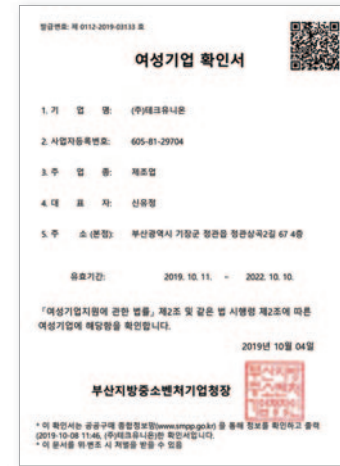 발급번호: 제 0112-2019-03133 호
여성기업 확인서
1. 기 업 명: (주)테크유니온
2. 사업자등록번호: 605-81-29704
3. 주 업 종: 제조업
4. 대 표 자: 신유정
5. 주 소 (본점): 부산광역시 기장군 정관읍 정관상곡2길 67 4층
유효기간: 2019. 10. 11. ~ 2022. 10. 10.
「여성기업지원에 관한 법률」 제2조 및 같은 법 시행령 제2조에 따른
여성기업에 해당함을 확인합니다.
2019년 10월 04일
부산지방중소벤처기업청장
* 이 확인서는 공공구매 종합정보망(www.smpp.go.kr) 을 통해 정보를 확인하고 출력
(2019-10-08 11:46, (주)테크유니온)한 확인서입니다.
* 이 문서를 위·변조 시 처벌을 받을 수 있음